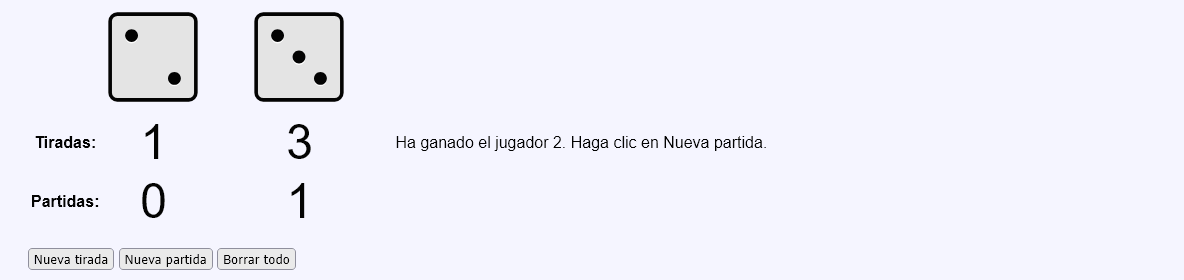 Tiradas: 1 3 Ha ganado el jugador 2. Haga clic en Nueva partida.
Partidas: 0 1
Nueva tirada Nueva partida Borrar todo